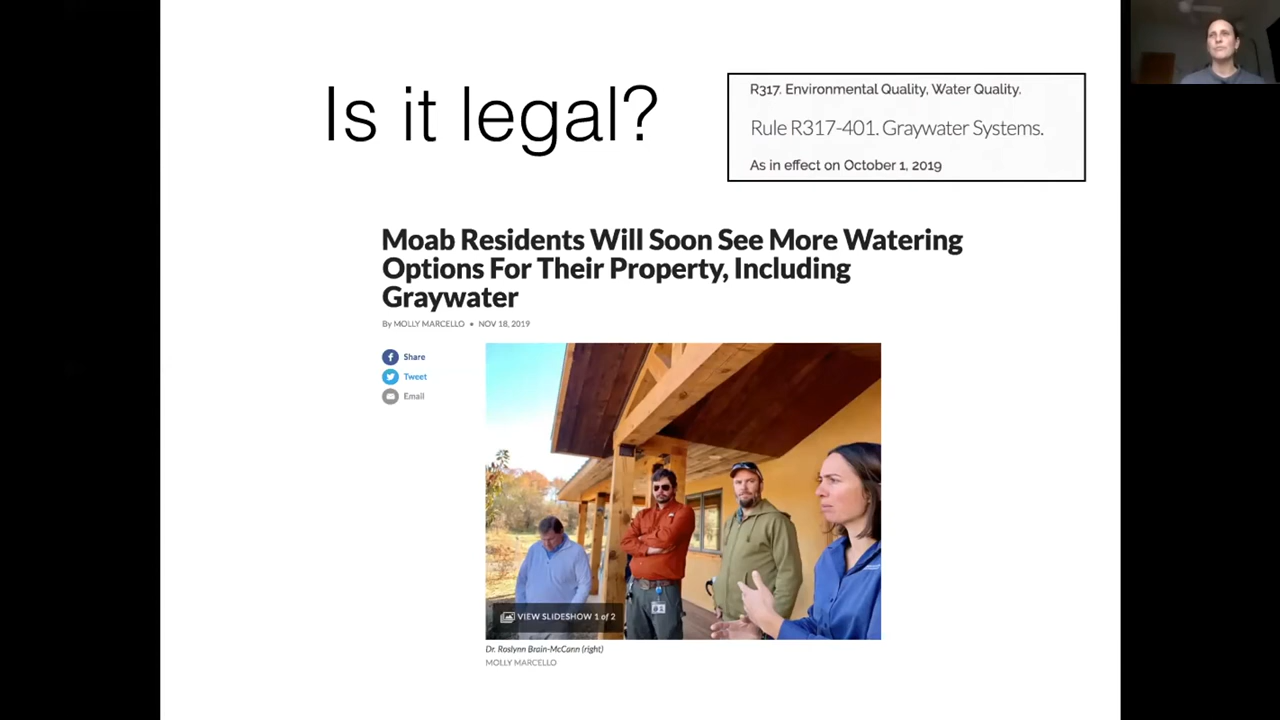 Is it legal?
R317. Environmental Quality, Water Quality.
Rule R317-401. Graywater Systems.
As in effect on October 1, 2019
Moab Residents Will Soon See More Watering
Options For Their Property, Including
Graywater
By MOLLY MARCELLO • NOV 18, 2019
Share
Tweet
Email
VIEW SLIDESHOW 1 of 2
Dr. Roslynn Brain-McCann (right)
MOLLY MARCELLO